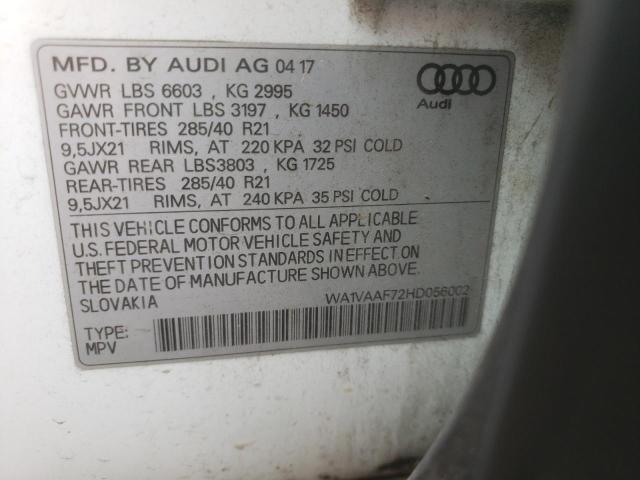 MFD. BY AUDI AG 04 17
GVWR LBS 6603 , KG 2995
GAWR FRONT LBS 3197 , KG 1450
FRONT-TIRES 285/40 R21
9,5JX21 RIMS, AT 220 KPA 32 PSI COLD
GAWR REAR LBS3803 , KG 1725
REAR-TIRES 285/40 R21
9,5JX21 RIMS, AT 240 KPA 35 PSI COLD
Audi
THIS VEHICLE CONFORMS TO ALL APPLICABLE
U.S. FEDERAL MOTOR VEHICLE SAFETY AND
THEFT PREVENTION STANDARDS IN EFFECT ON
THE DATE OF MANUFACTURE SHOWN ABOVE.
SLOVAKIA
WA1VAAF72HD056002
TYPE:
MPV